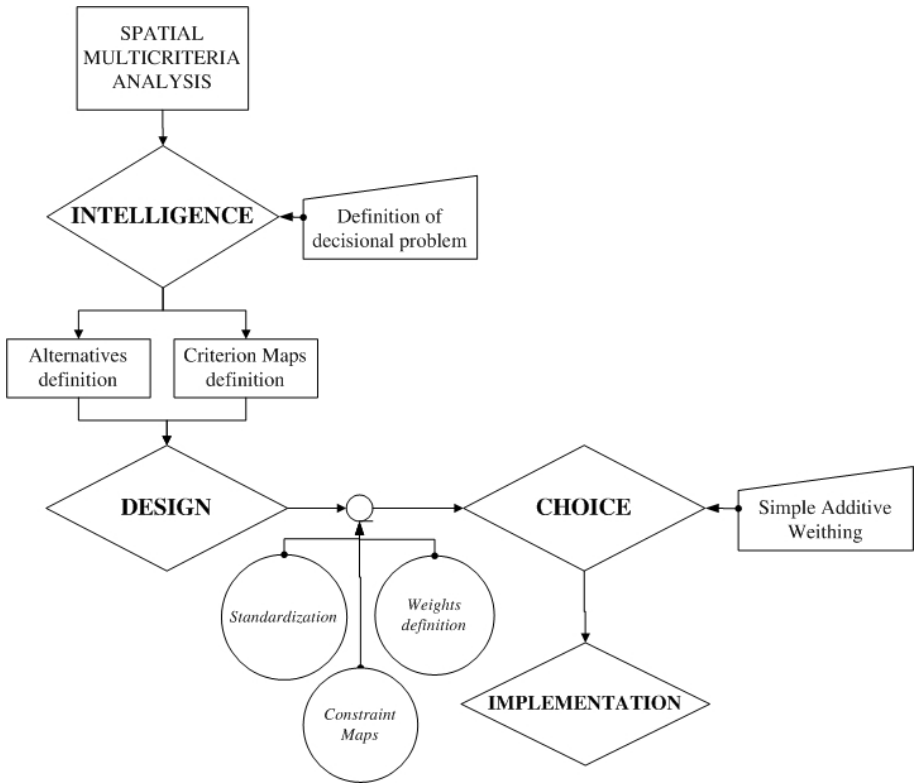 SPATIAL
MULTICRITERIA
ANALYSIS
INTELLIGENCE
Definition of
decisional problem
Alternatives
definition
Criterion Maps
definition
DESIGN
CHOICE
Simple Additive
Weithing
Standardization
Weights
definition
Constraint
Maps
IMPLEMENTATION